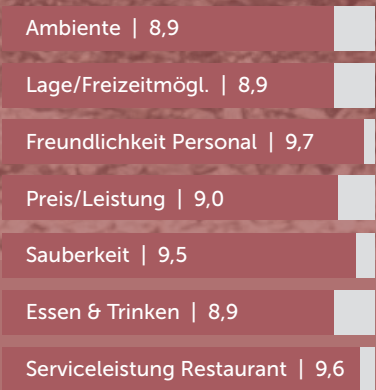 Ambiente | 8,9
Lage/Freizeitmögl. | 8,9
Freundlichkeit Personal | 9,7
Preis/Leistung | 9,0
Sauberkeit | 9,5
Essen & Trinken | 8,9
Serviceleistung Restaurant | 9,6